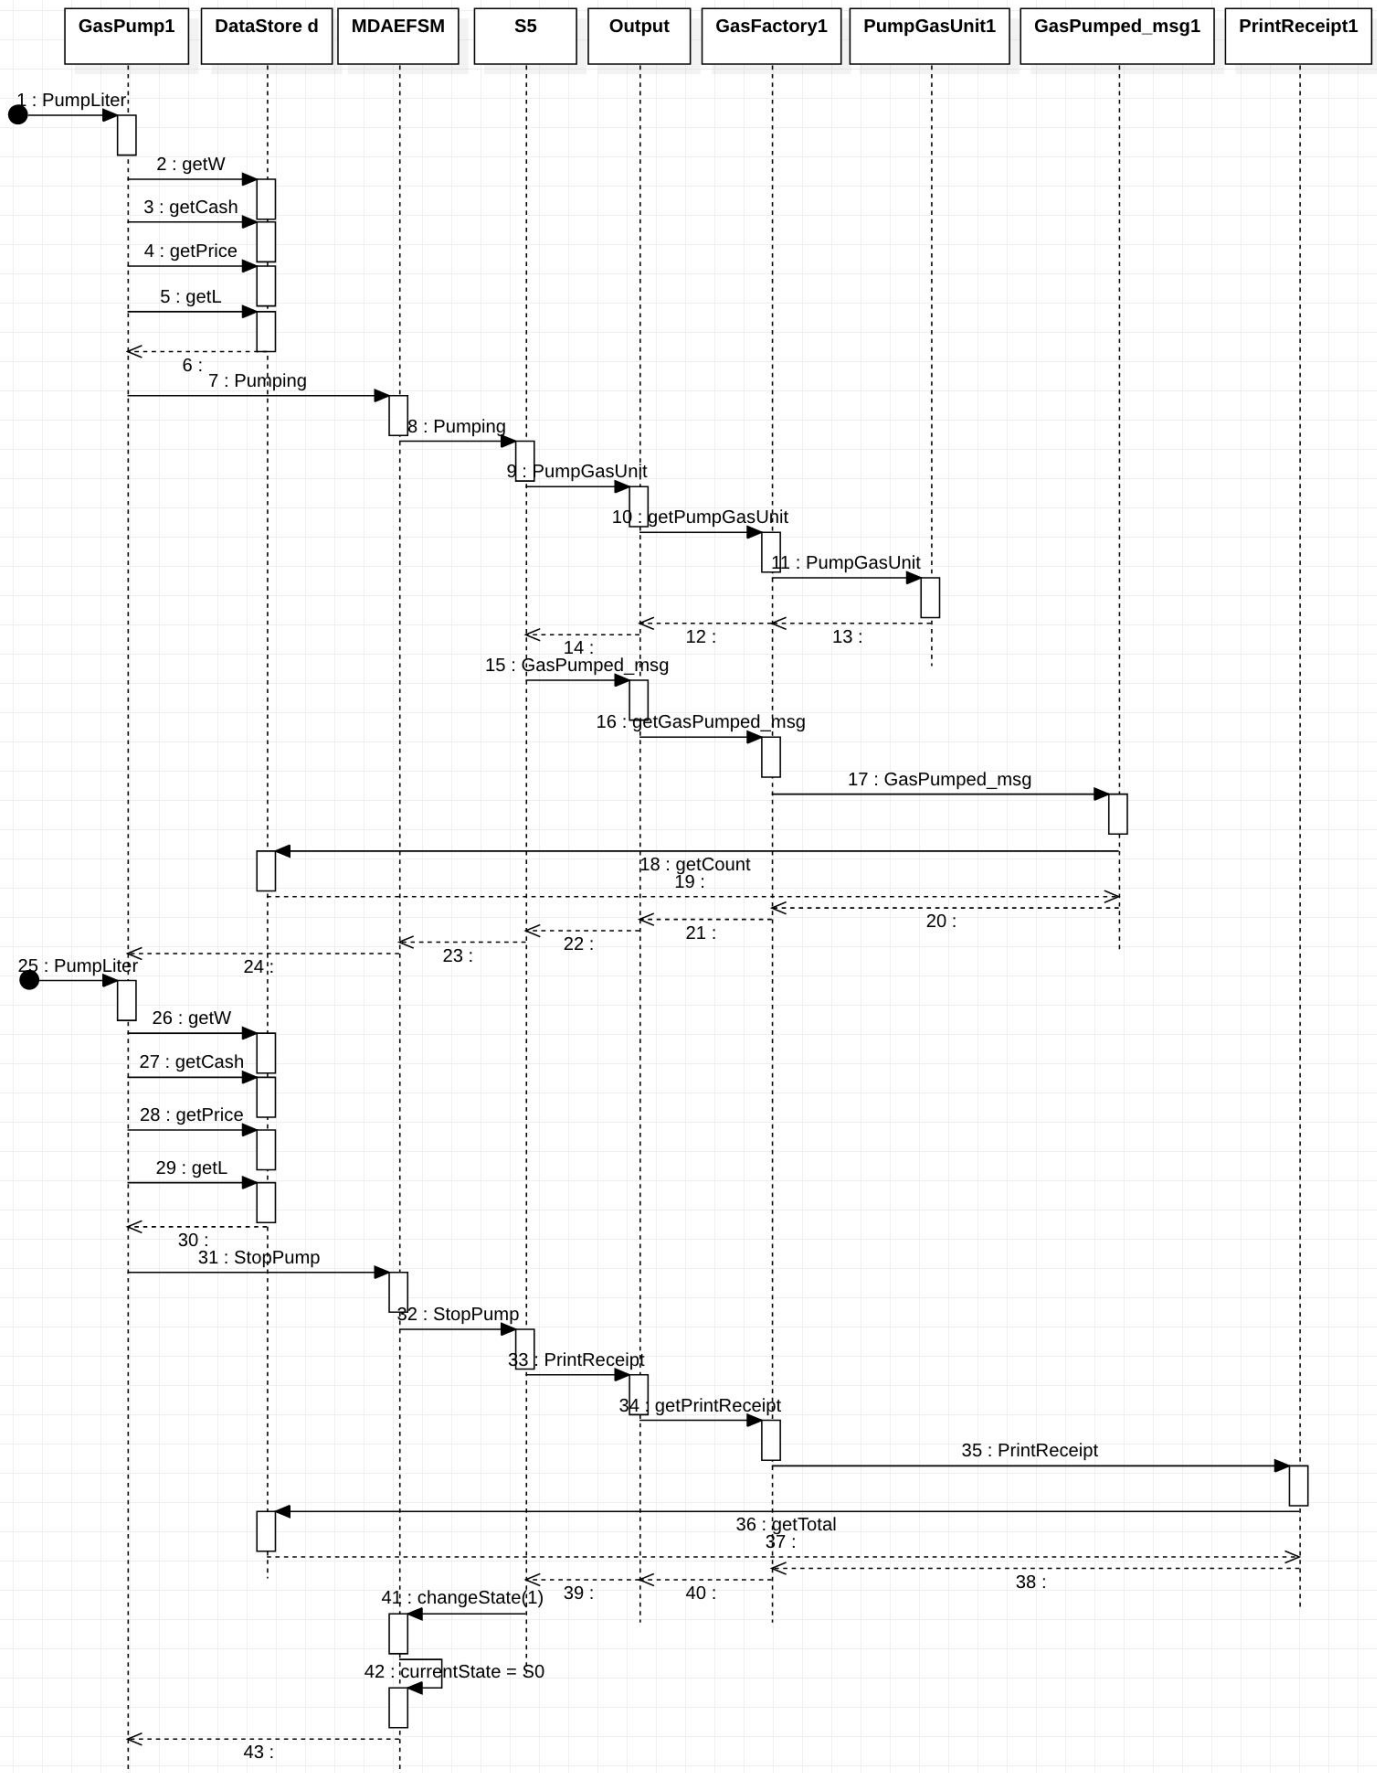 GasPump1
DataStore d
MDAEFSM
S5
Output
GasFactory1
PumpGasUnit1
GasPumped_msg1
PrintReceipt1
1 : PumpLiter
2 : getW
3 : getCash
4 : getPrice
5 : getL
6 :
7 : Pumping
8 : Pumping
9 : PumpGasUnit
10 : getPumpGasUnit
11 : PumpGasUnit
12 :
13 :
14 :
15 : GasPumped_msg
16 : getGasPumped_msg
17 : GasPumped_msg
18 : getCount
19 :
20 :
21 :
22 :
23 :
24 :
25 : PumpLiter
26 : getW
27 : getCash
28 : getPrice
29 : getL
30 :
31 : StopPump
32 : StopPump
33 : PrintReceipt
34 : getPrintReceipt
35 : PrintReceipt
36 : getTotal
37 :
38 :
39 :
40 :
41 : changeState(1)
42 : currentState = S0
43 :